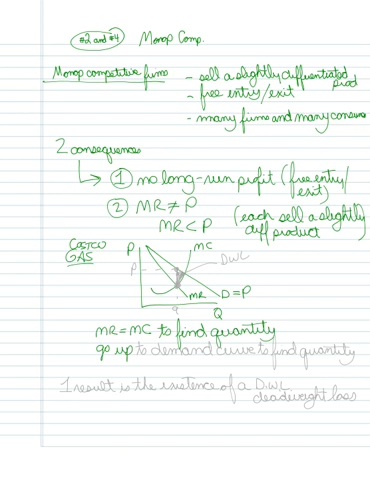 #2 and #4 Monop Comp.
Monop competitive firms - sell a slightly differentiated prod
- free entry/exit
- many firms and many consum
2 consequences
① no long-run profit (free entry/exit)
② MR ≠ P (each sell a slightly diff product)
MR < P
COSTCO GAS
P MC DWL
P
MR D=P
q Q
MR=MC to find quantity
go up to demand curve to find quantity
1 result is the existence of a DWL
deadweight loss